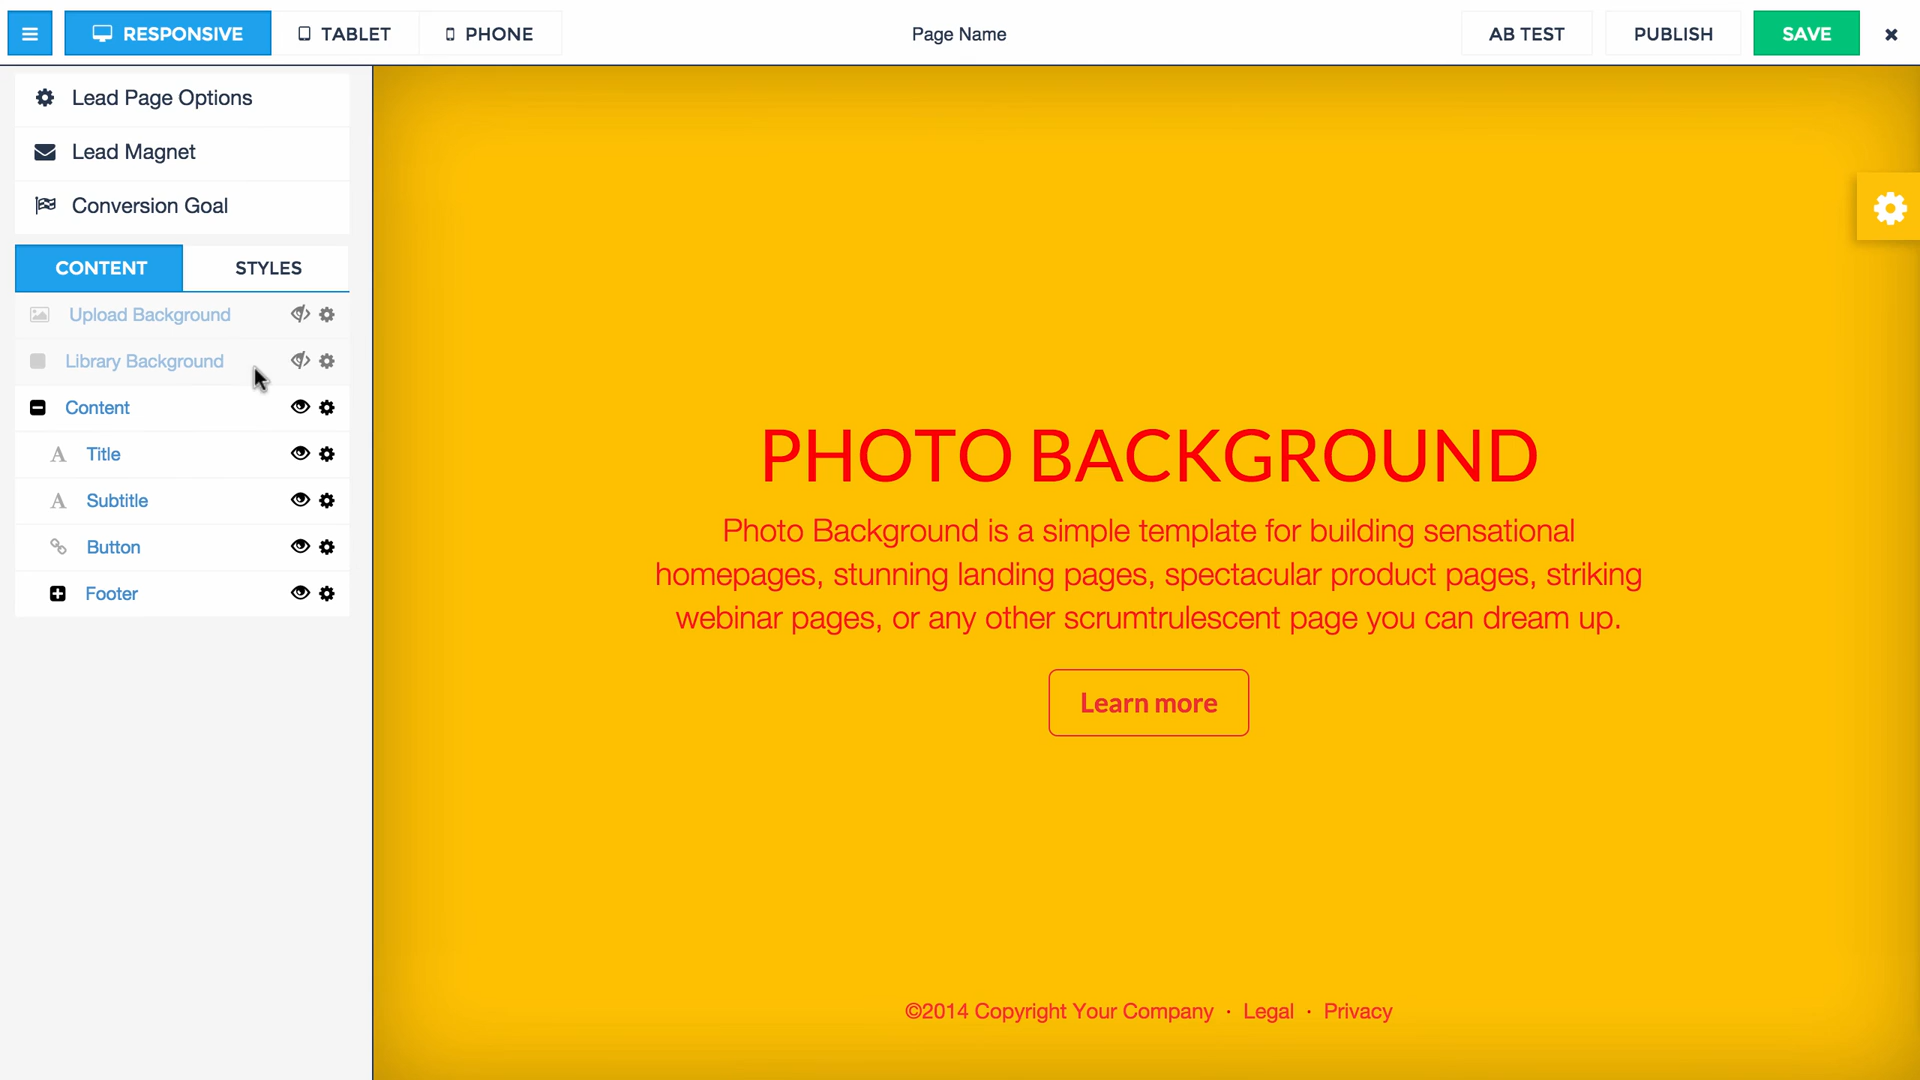 RESPONSIVE
TABLET
PHONE
Page Name
AB TEST
PUBLISH
SAVE
Lead Page Options
Lead Magnet
Conversion Goal
CONTENT
STYLES
Upload Background
Library Background
Content
A Title
A Subtitle
Button
Footer
PHOTO BACKGROUND
Photo Background is a simple template for building sensational
homepages, stunning landing pages, spectacular product pages, striking
webinar pages, or any other scrumtrulescent page you can dream up.
Learn more
©2014 Copyright Your Company · Legal · Privacy